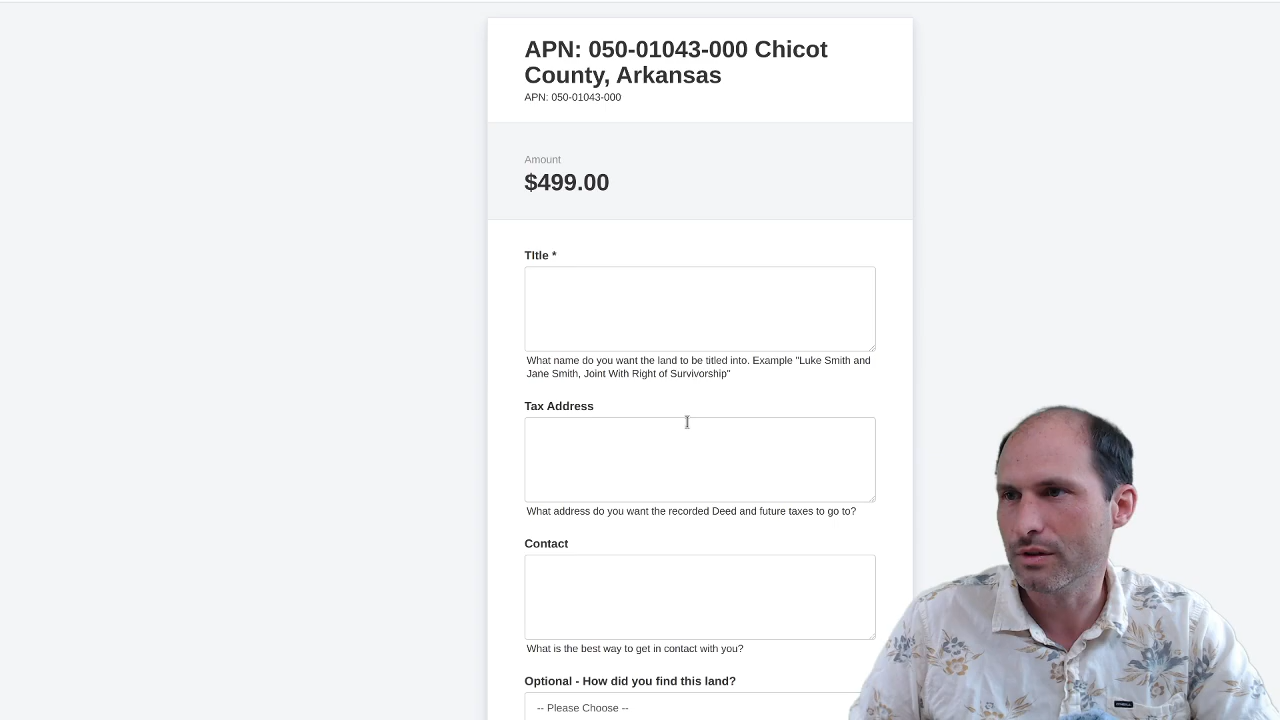 APN: 050-01043-000 Chicot
County, Arkansas
APN: 050-01043-000
Amount
$499.00
TItle *
What name do you want the land to be titled into. Example "Luke Smith and
Jane Smith, Joint With Right of Survivorship"
Tax Address
What address do you want the recorded Deed and future taxes to go to?
Contact
What is the best way to get in contact with you?
Optional - How did you find this land?
-- Please Choose --